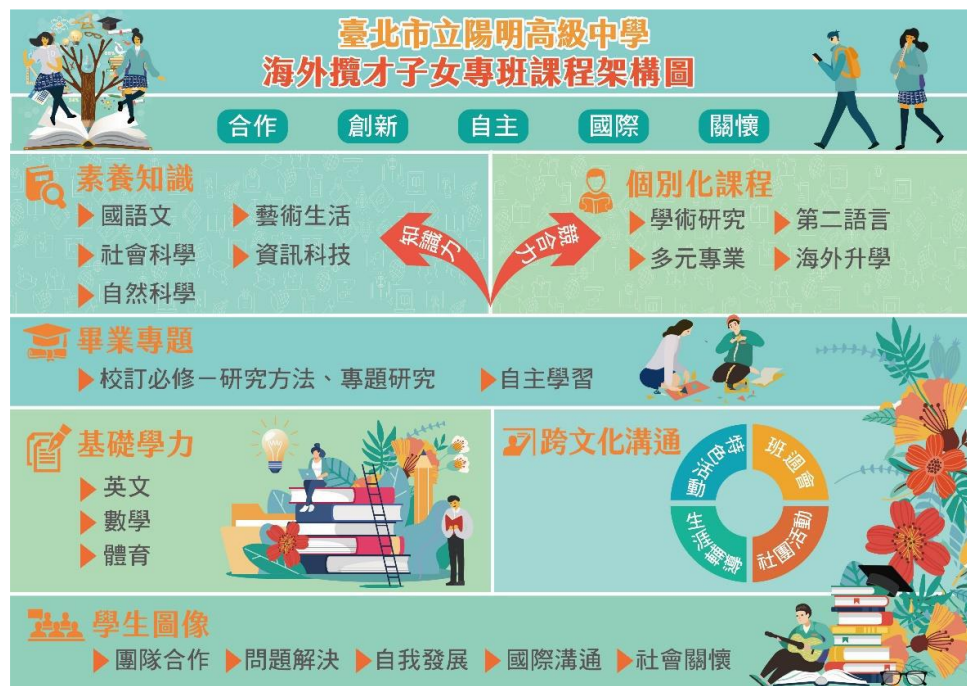 臺北市立陽明高級中學
海外攬才子女專班課程架構圖
合作 創新 自主 國際 關懷
素養知識
國語文 藝術生活
社會科學 資訊科技
自然科學
知識力
競合力
個別化課程
學術研究 第二語言
多元專業 海外升學
畢業專題
校訂必修－研究方法、專題研究 自主學習
基礎學力
英文
數學
體育
跨文化溝通
特色活動
班週會
生涯輔導
社團活動
學生圖像
團隊合作 問題解決 自我發展 國際溝通 社會關懷